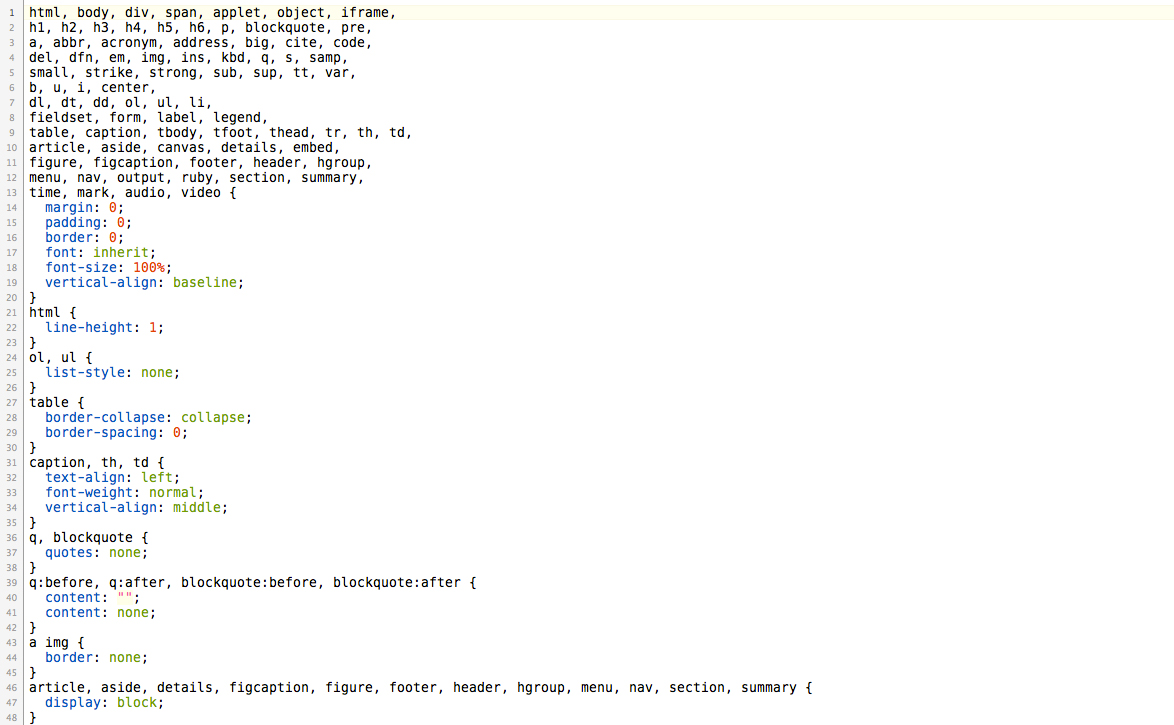 1 html, body, div, span, applet, object, iframe,
2 h1, h2, h3, h4, h5, h6, p, blockquote, pre,
3 a, abbr, acronym, address, big, cite, code,
4 del, dfn, em, img, ins, kbd, q, s, samp,
5 small, strike, strong, sub, sup, tt, var,
6 b, u, i, center,
7 dl, dt, dd, ol, ul, li,
8 fieldset, form, label, legend,
9 table, caption, tbody, tfoot, thead, tr, th, td,
10 article, aside, canvas, details, embed,
11 figure, figcaption, footer, header, hgroup,
12 menu, nav, output, ruby, section, summary,
13 time, mark, audio, video {
14   margin: 0;
15   padding: 0;
16   border: 0;
17   font: inherit;
18   font-size: 100%;
19   vertical-align: baseline;
20 }
21 html {
22   line-height: 1;
23 }
24 ol, ul {
25   list-style: none;
26 }
27 table {
28   border-collapse: collapse;
29   border-spacing: 0;
30 }
31 caption, th, td {
32   text-align: left;
33   font-weight: normal;
34   vertical-align: middle;
35 }
36 q, blockquote {
37   quotes: none;
38 }
39 q:before, q:after, blockquote:before, blockquote:after {
40   content: "";
41   content: none;
42 }
43 a img {
44   border: none;
45 }
46 article, aside, details, figcaption, figure, footer, header, hgroup, menu, nav, section, summary {
47   display: block;
48 }